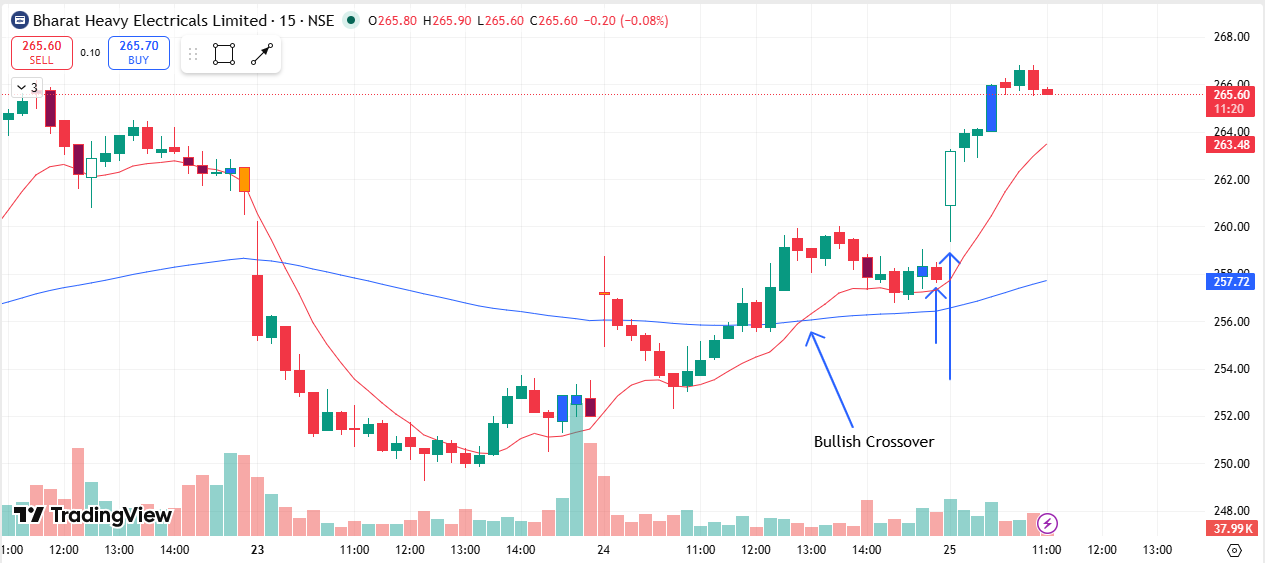 Bharat Heavy Electricals Limited · 15 · NSE O265.80 H265.90 L265.60 C265.60 −0.20 (−0.08%)
265.60 SELL 0.10 265.70 BUY
3
268.00
266.00
265.60
11:20
264.00
263.48
262.00
260.00
258.00
257.72
256.00
254.00
252.00
Bullish Crossover
250.00
248.00
TradingView
37.99 K
1:00 12:00 13:00 14:00 23 11:00 12:00 13:00 14:00 24 11:00 12:00 13:00 14:00 25 11:00 12:00 13:00